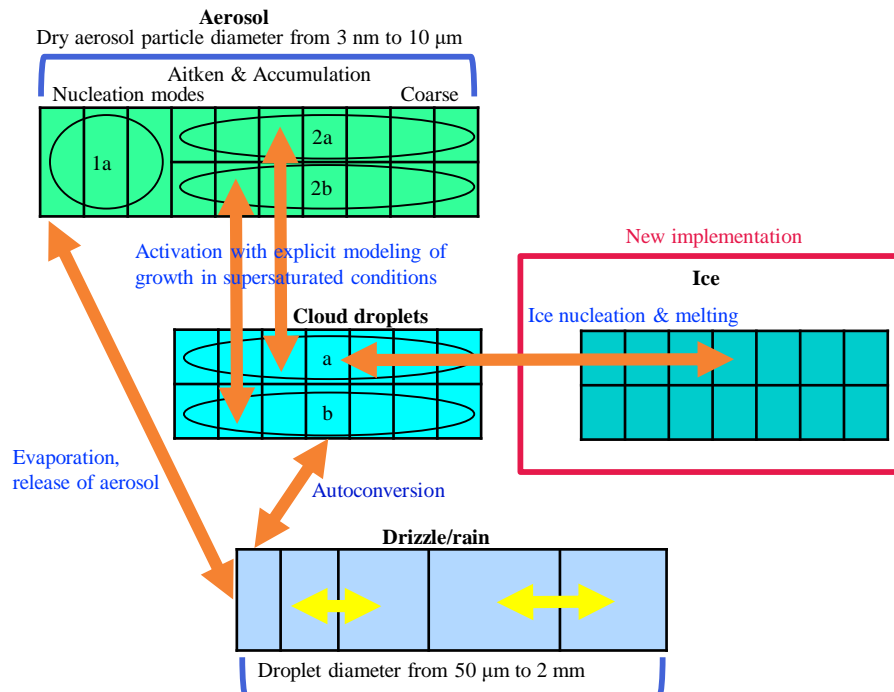 Aerosol
Dry aerosol particle diameter from 3 nm to 10 μm
Aitken & Accumulation
Nucleation modes
Coarse
1a
2a
2b
Activation with explicit modeling of
growth in supersaturated conditions
New implementation
Ice
Cloud droplets
Ice nucleation & melting
a
b
Evaporation,
release of aerosol
Autoconversion
Drizzle/rain
Droplet diameter from 50 μm to 2 mm